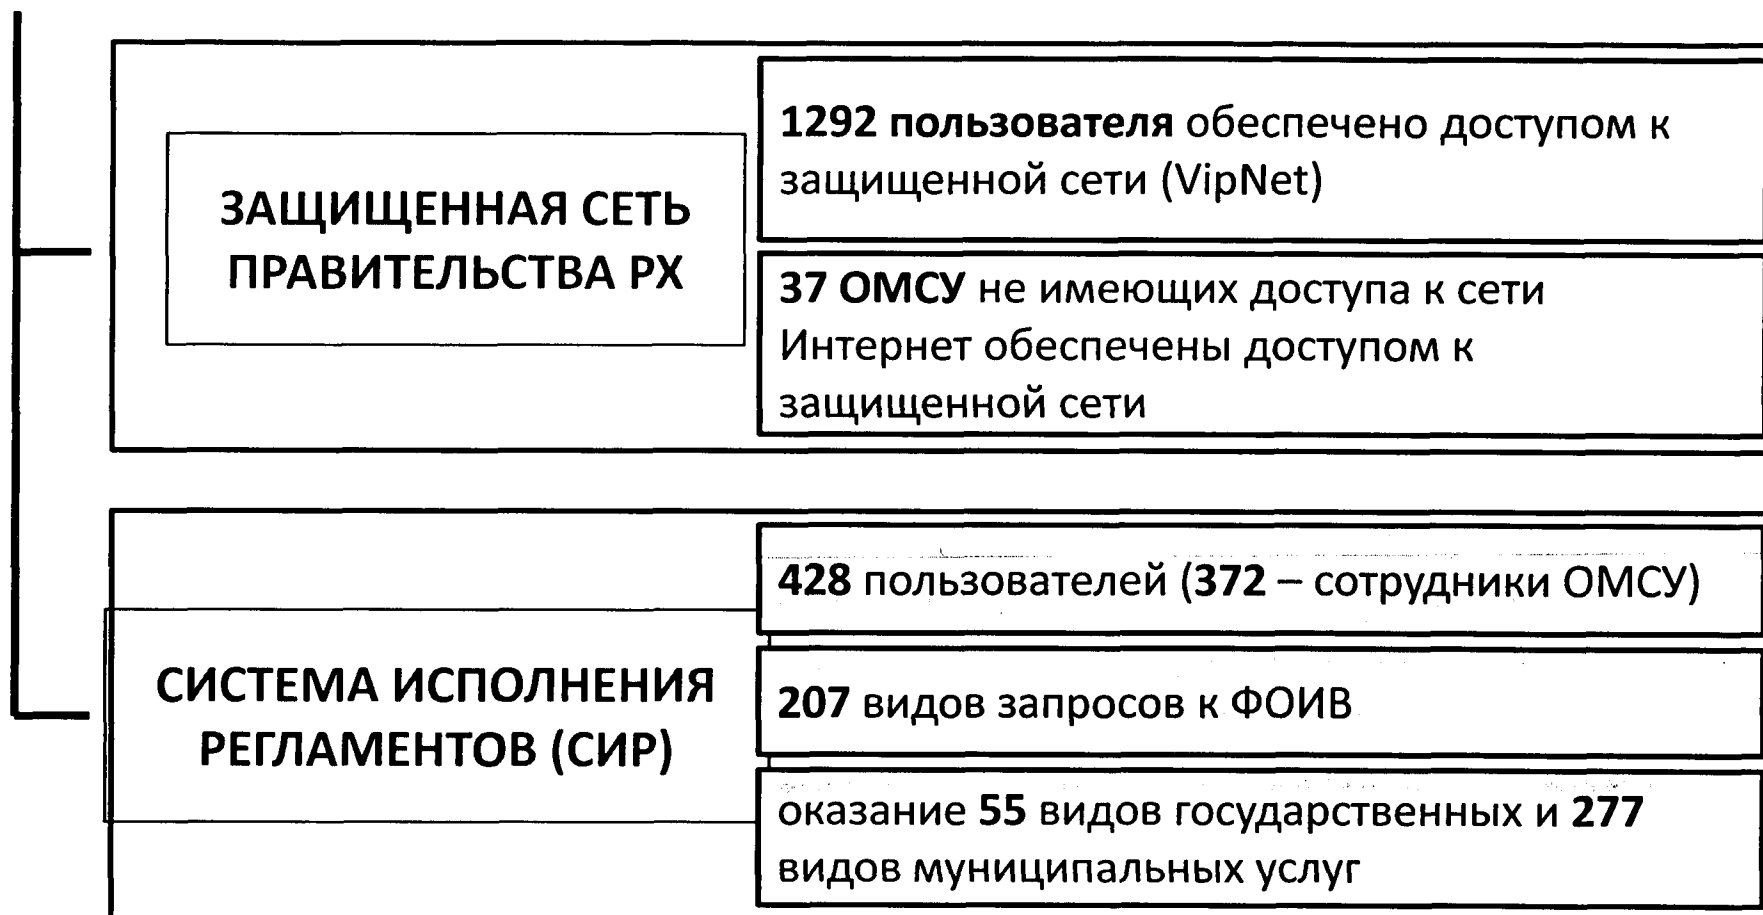 ЗАЩИЩЕННАЯ СЕТЬ
ПРАВИТЕЛЬСТВА РХ
1292 пользователя обеспечено доступом к
защищенной сети (VipNet)
37 ОМСУ не имеющих доступа к сети
Интернет обеспечены доступом к
защищенной сети
СИСТЕМА ИСПОЛНЕНИЯ
РЕГЛАМЕНТОВ (СИР)
428 пользователей (372 – сотрудники ОМСУ)
207 видов запросов к ФОИВ
оказание 55 видов государственных и 277
видов муниципальных услуг